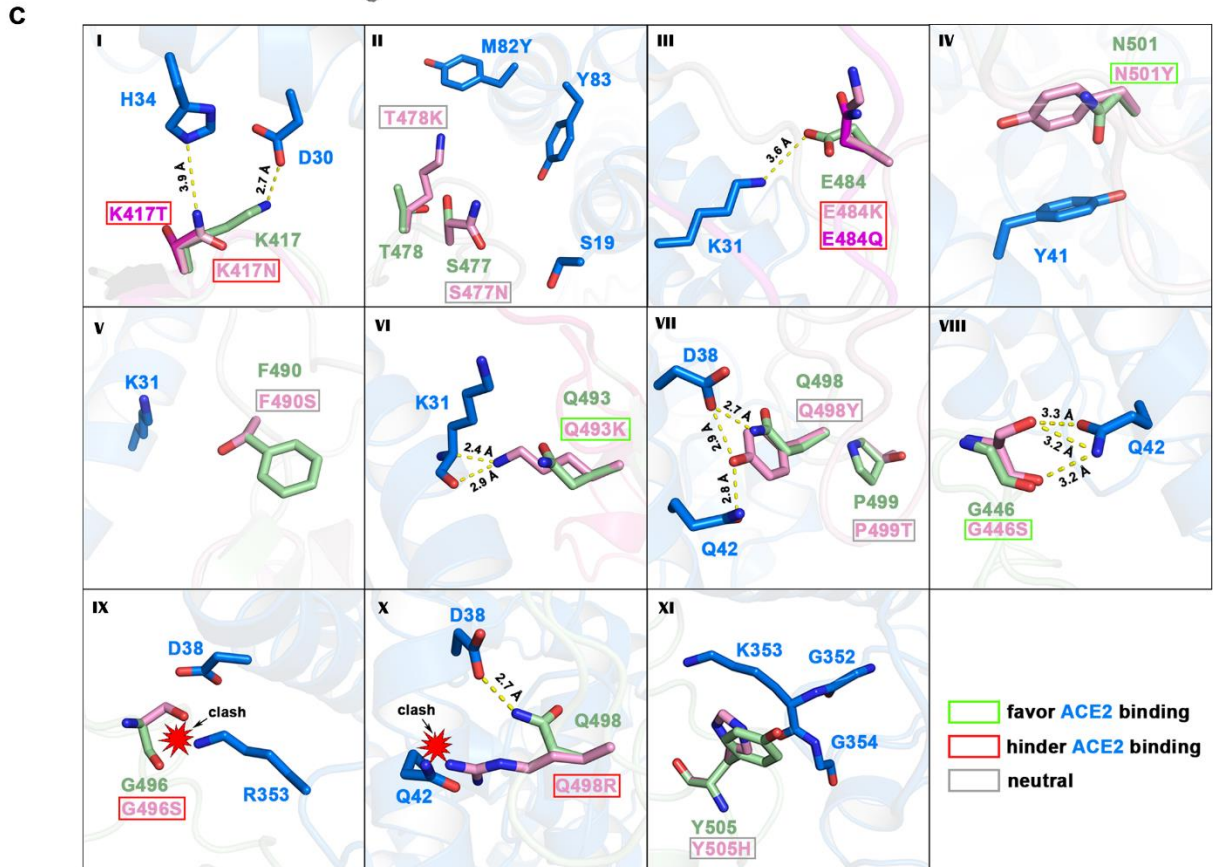 c
I
H34
D30
3.9 Å
2.7 Å
K417T
K417
K417N
II
M82Y
Y83
T478K
T478
S477
S477N
S19
III
3.6 Å
E484
E484K
E484Q
K31
IV
N501
N501Y
Y41
V
K31
F490
F490S
VI
K31
Q493
Q493K
2.4 Å
2.9 Å
VII
D38
Q498
Q498Y
2.7 Å
2.9 Å
2.8 Å
Q42
P499
P499T
VIII
3.3 Å
3.2 Å
3.2 Å
Q42
G446
G446S
IX
D38
clash
G496
G496S
R353
X
D38
2.7 Å
clash
Q498
Q42
Q498R
XI
K353
G352
G354
Y505
Y505H
favor ACE2 binding
hinder ACE2 binding
neutral